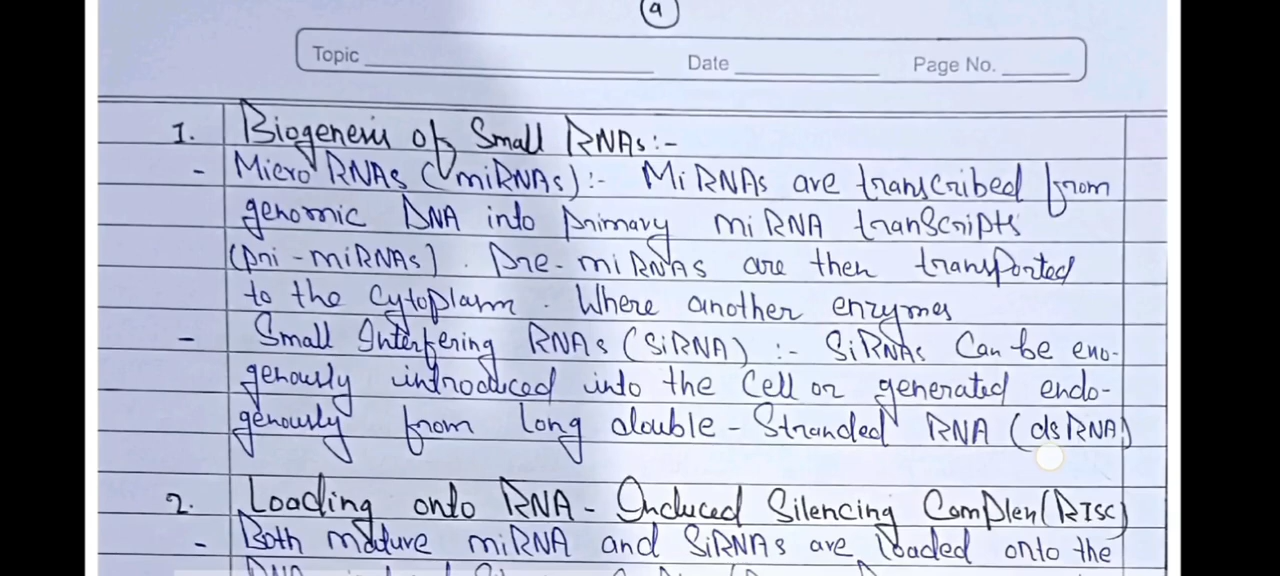 9
Topic Date Page No.
1. Biogenesis of Small RNAs:-
- Micro RNAs (miRNAs):- MiRNAs are transcribed from
genomic DNA into primary miRNA transcripts
(pri-miRNAs). Pre-miRNAs are then transported
to the cytoplasm. Where another enzymes
- Small Interfering RNAs (SiRNA) :- SiRNAs Can be exo-
genously introduced into the Cell or generated endo-
genously from long double-Stranded RNA (dsRNA)
2. Loading onto RNA-Induced Silencing Complex (RISC)
- Both mature miRNA and SiRNAs are loaded onto the